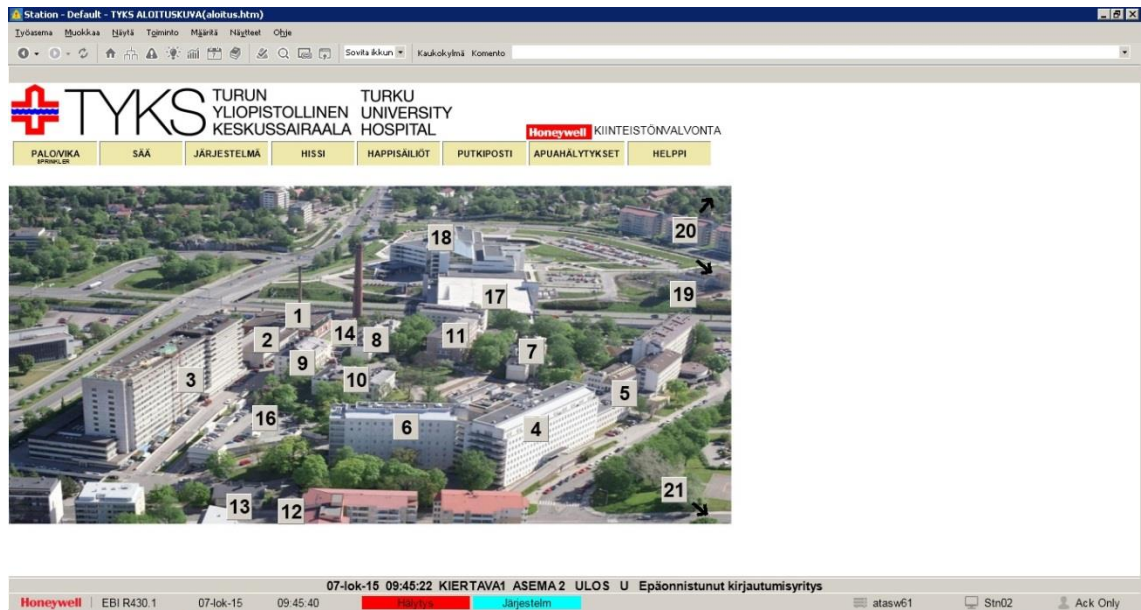 Station - Default - TYKS ALOITUSKUVA(aloitus.htm)
Työasema Muokkaa Näytä Tgiminto Määritä Näytteet Ohje
Sovita ikkun Kaukokylmä Komento
TYKS
TURUN
YLIOPISTOLLINEN
KESKUSSAIRAALA
TURKU
UNIVERSITY
HOSPITAL
Honeywell KIINTEISTÖNVALVONTA
PALO/VIKA SÄÄ JÄRJESTELMÄ HISSI HAPPISÄILIÖT PUTKIPOSTI APUAHÄLYTYKSET HELPPI
SPRINKLER
20
18
19
17
1
14
8
11
2
7
9
3
10
5
16
6
4
21
13
12
07-lok-15 09:45:22 KIERTAVA1 ASEMA 2 ULOS U Epäonnistunut kirjautumisyritys
Honeywell EBI R430.1 07-lok-15 09:45:40 Hälytys Järjestelm atasw61 Stn02 Ack Only